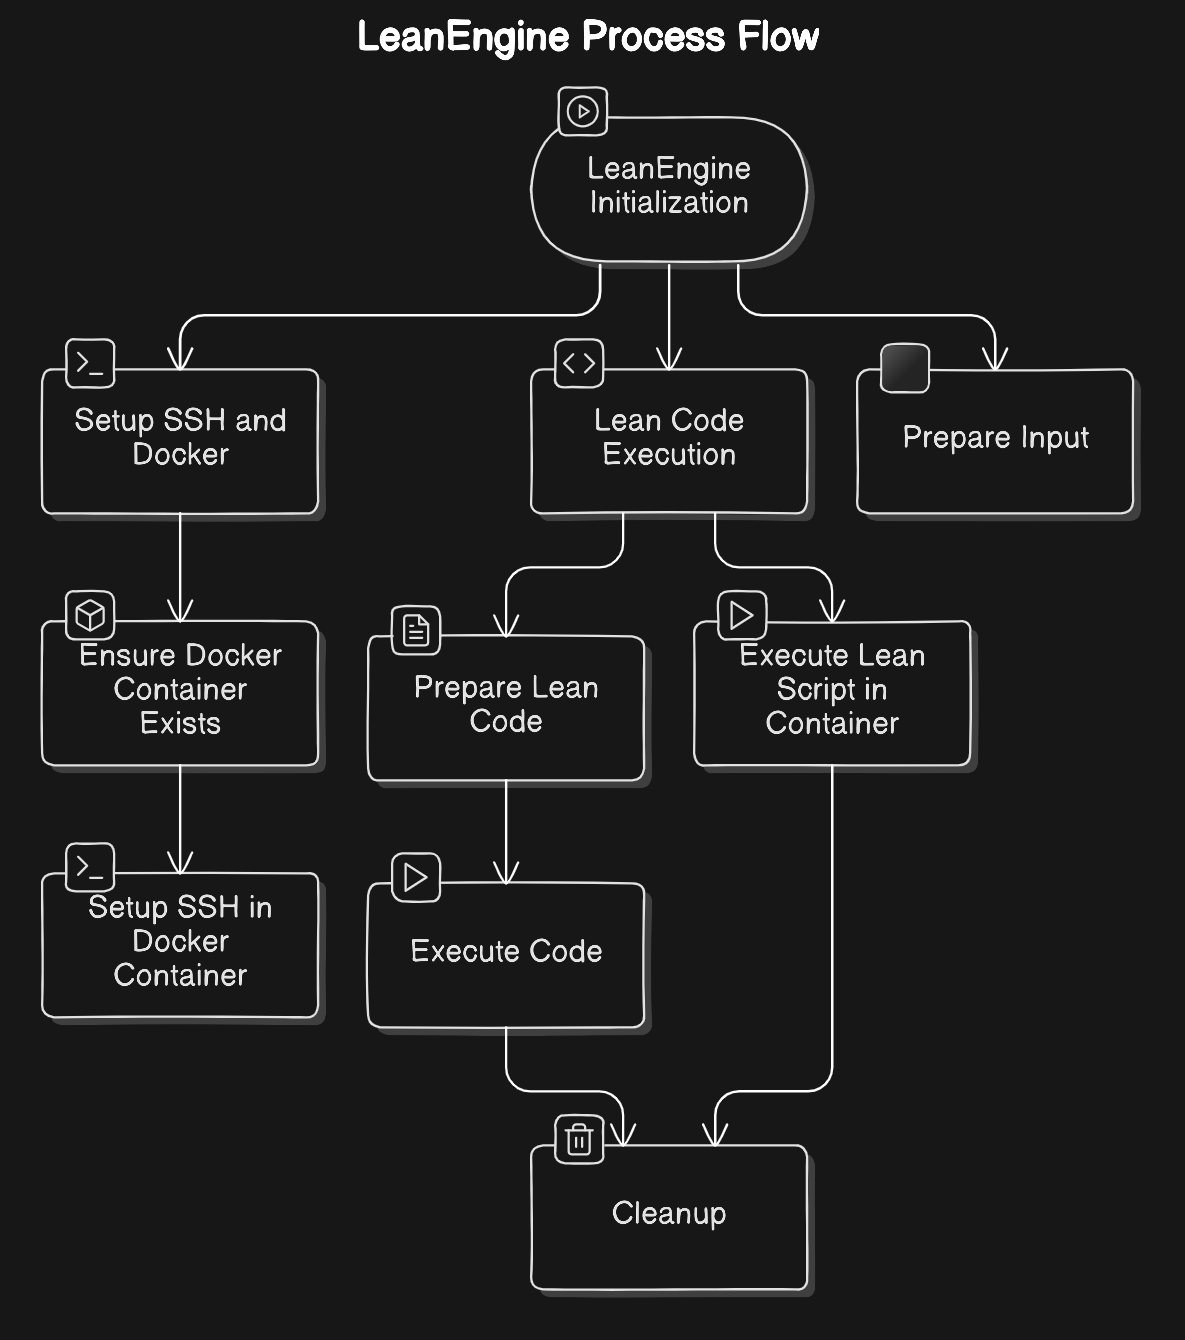 LeanEngine Process Flow
LeanEngine
Initialization
Setup SSH and
Docker
Lean Code
Execution
Prepare Input
Ensure Docker
Container
Exists
Prepare Lean
Code
Execute Lean
Script in
Container
Setup SSH in
Docker
Container
Execute Code
Cleanup